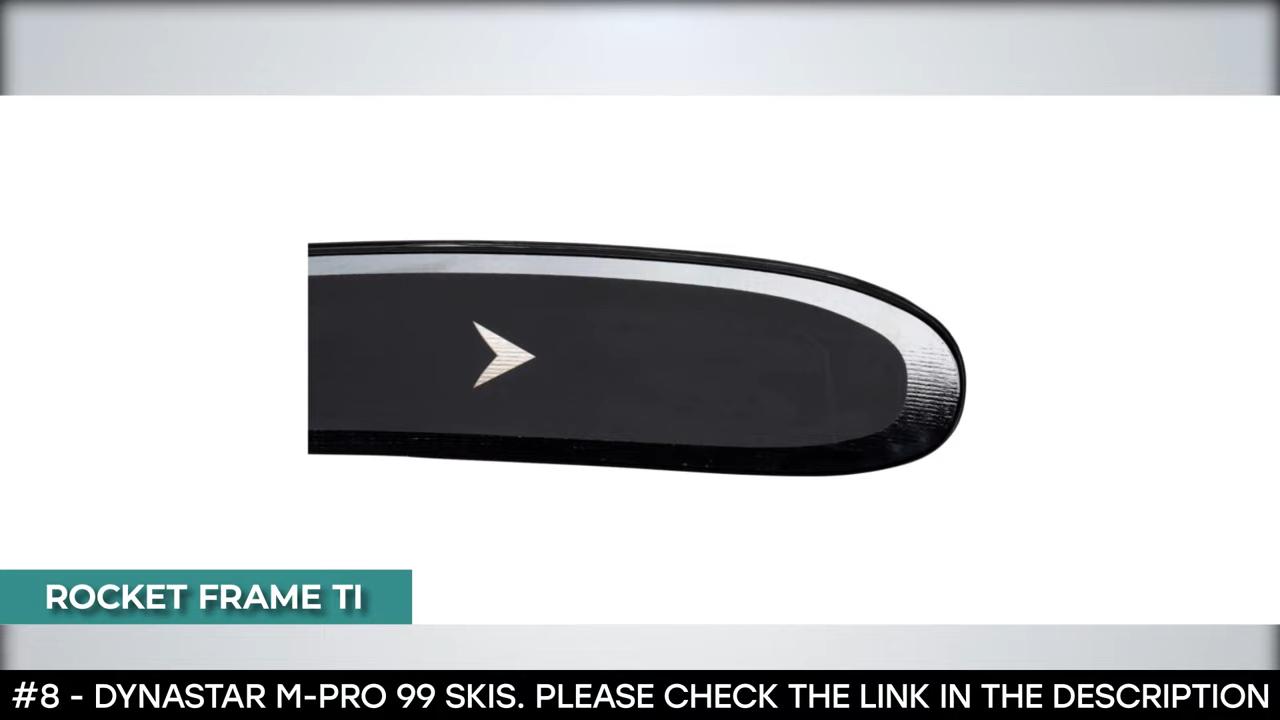 ROCKET FRAME TI
#8 - DYNASTAR M-PRO 99 SKIS. PLEASE CHECK THE LINK IN THE DESCRIPTION